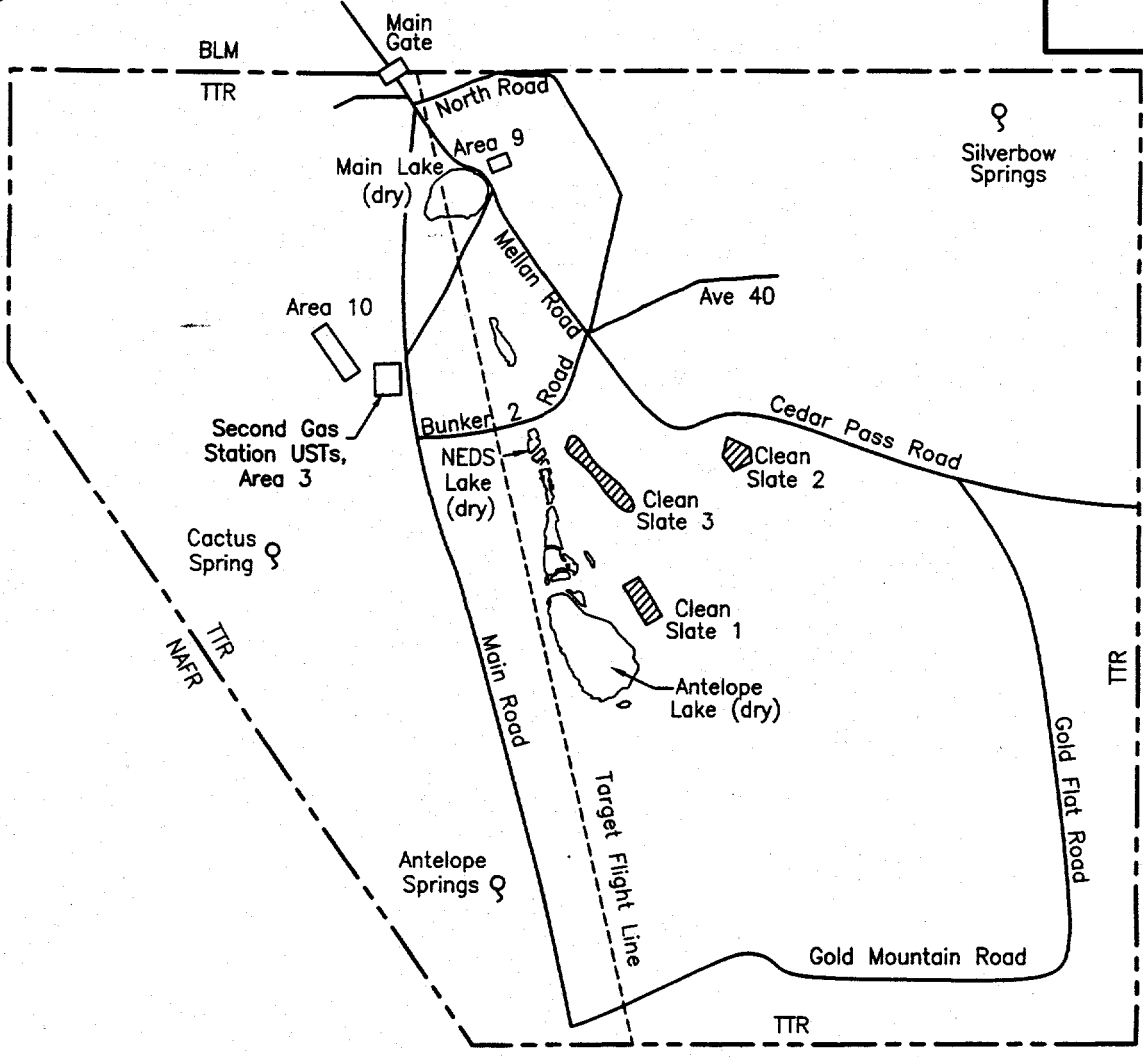 Main
Gate
BLM
TTR
North Road
Area 9
Main Lake
(dry)
Silverbow
Springs
Mellan Road
Ave 40
Area 10
Bunker 2 Road
Cedar Pass Road
Second Gas
Station USTs,
Area 3
NEDS
Lake
(dry)
Clean
Slate 2
Clean
Slate 3
Cactus
Spring
Clean
Slate 1
TTR
NAFR
Main Road
TTR
Antelope
Lake (dry)
Gold Flat Road
Target Flight Line
Antelope
Springs
Gold Mountain Road
TTR